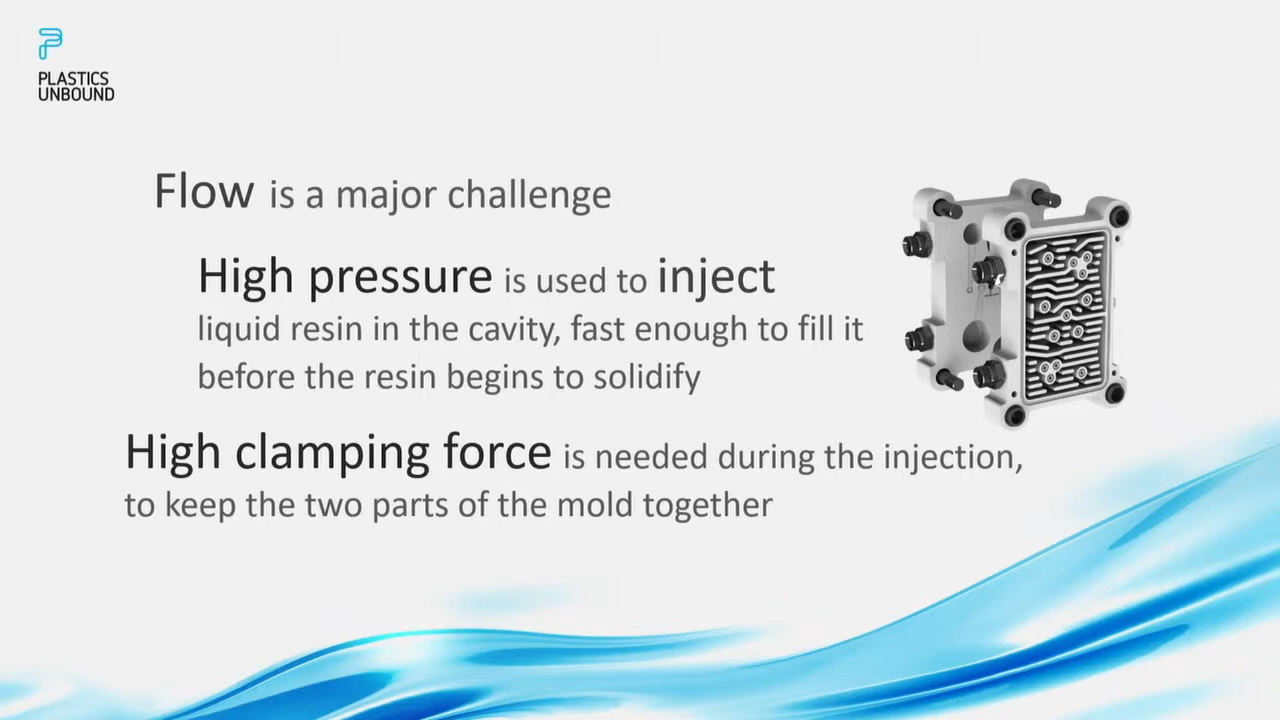 PLASTICS
UNBOUND
Flow is a major challenge
High pressure is used to inject
liquid resin in the cavity, fast enough to fill it
before the resin begins to solidify
High clamping force is needed during the injection,
to keep the two parts of the mold together